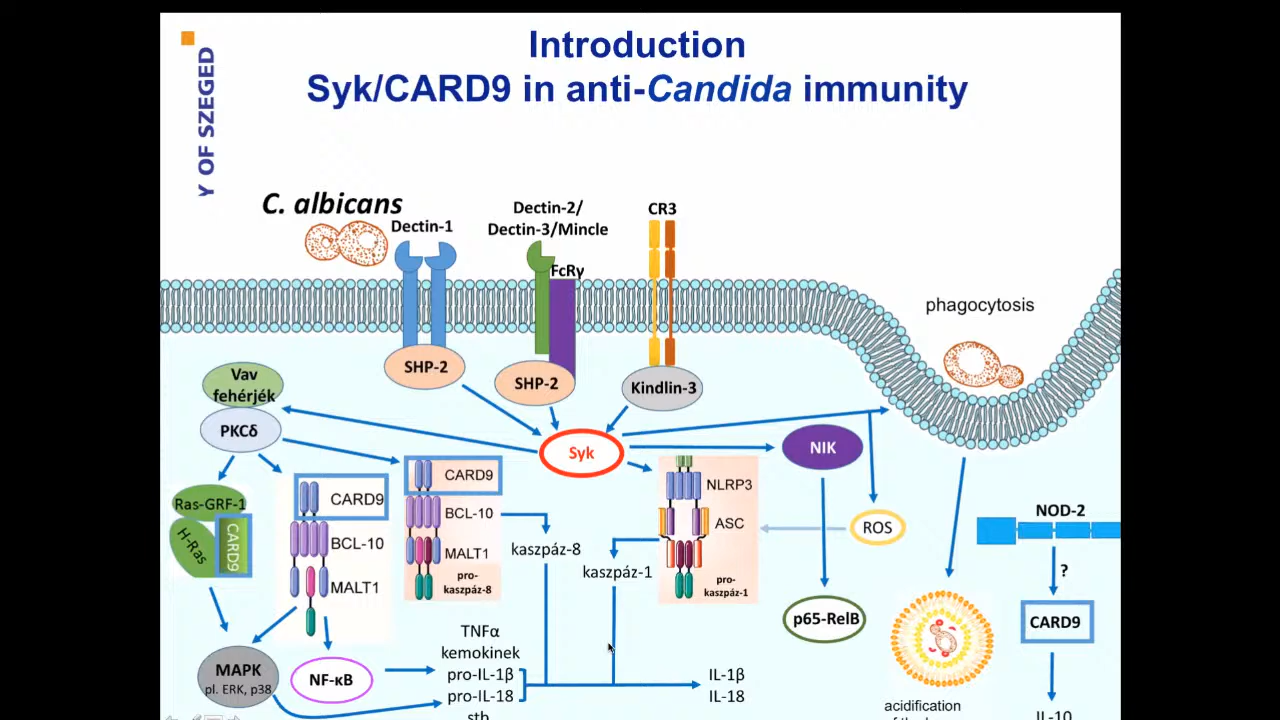 Introduction
Syk/CARD9 in anti-Candida immunity
Y OF SZEGED
C. albicans
Dectin-1
Dectin-2/
Dectin-3/Mincle
FcRγ
CR3
phagocytosis
SHP-2
SHP-2
Kindlin-3
Vav
fehérjék
PKCδ
Syk
NIK
CARD9
BCL-10
MALT1
pro-
kaszpáz-8
kaszpáz-8
kaszpáz-1
NLRP3
ASC
pro-
kaszpáz-1
ROS
NOD-2
?
CARD9
Ras-GRF-1
H-Ras
CARD9
CARD9
BCL-10
MALT1
p65-RelB
MAPK
pl. ERK, p38
NF-κB
TNFα
kemokinek
pro-IL-1β
pro-IL-18
stb
IL-1β
IL-18
acidification
IL-10